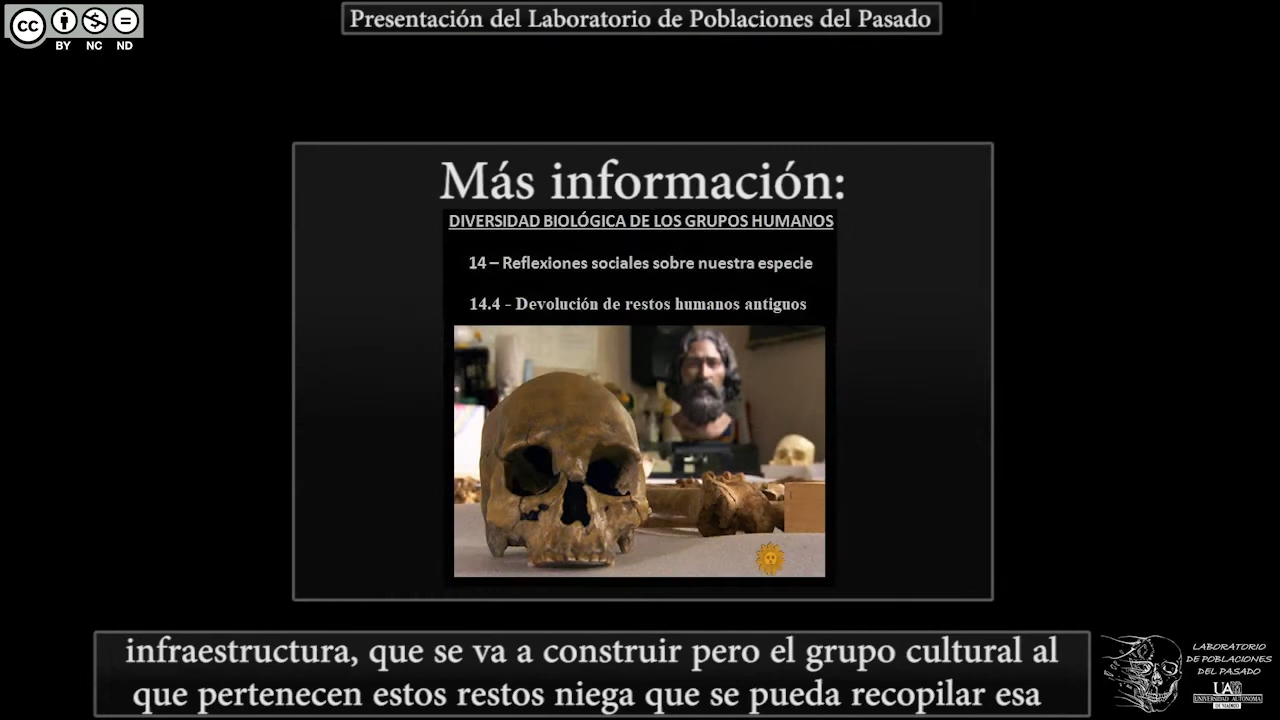 Presentación del Laboratorio de Poblaciones del Pasado
cc
BY NC ND
Más información:
DIVERSIDAD BIOLÓGICA DE LOS GRUPOS HUMANOS
14 – Reflexiones sociales sobre nuestra especie
14.4 - Devolución de restos humanos antiguos
infraestructura, que se va a construir pero el grupo cultural al
que pertenecen estos restos niega que se pueda recopilar esa
LABORATORIO
DE POBLACIONES
DEL PASADO
UA
UNIVERSIDAD AUTONOMA
DE MADRID